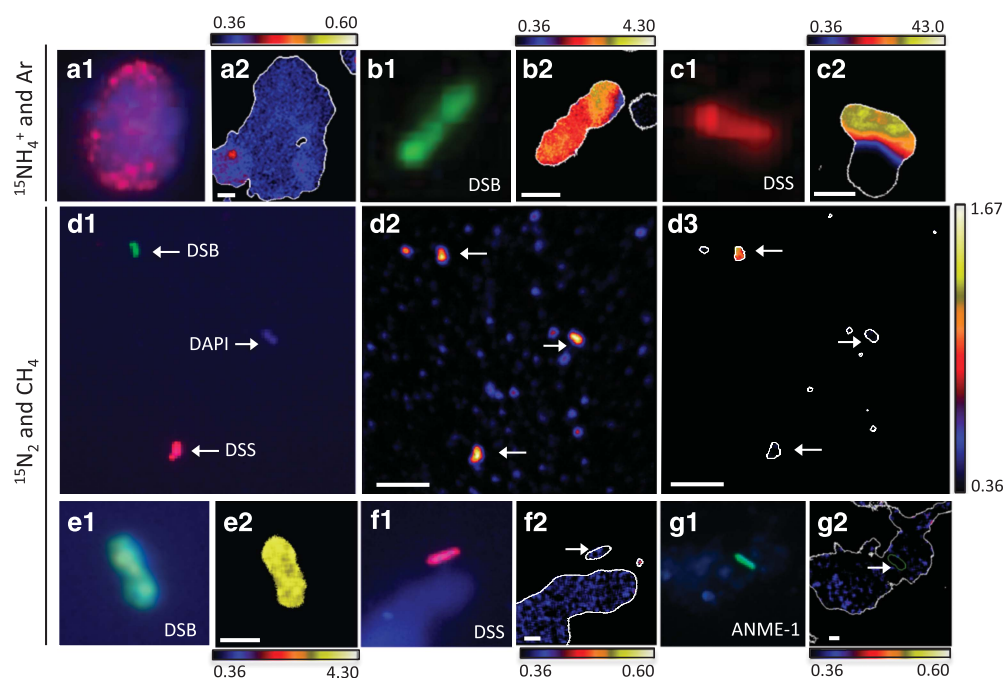 0.36 0.60
0.36 4.30
0.36 43.0
¹⁵NH₄⁺ and Ar
a1 a2 b1 b2 c1 c2
DSB DSS
¹⁵N₂ and CH₄
d1 d2 d3
DSB
DAPI
DSS
1.67
0.36
e1 e2 f1 f2 g1 g2
DSB DSS ANME-1
0.36 4.30
0.36 0.60
0.36 0.60